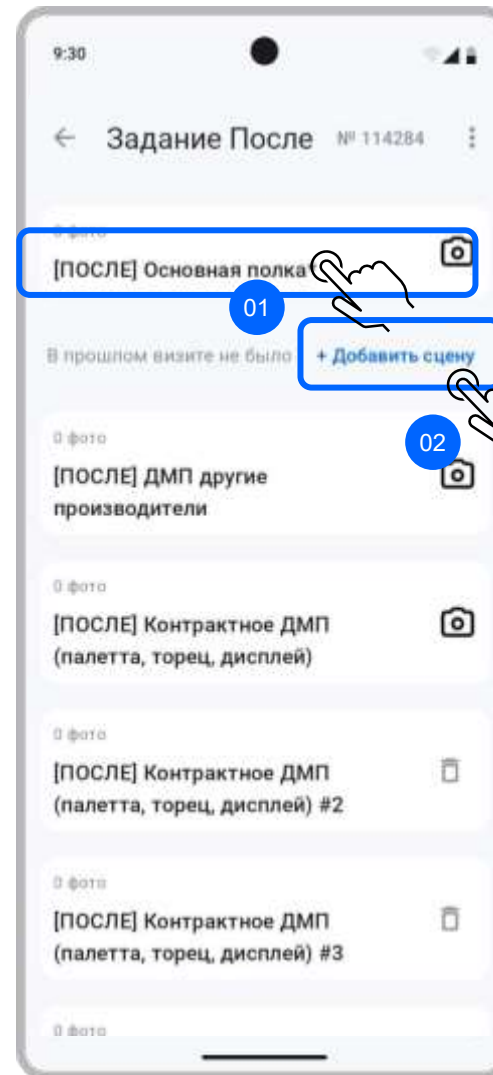 9:30
Задание После № 114284
0 фото
[ПОСЛЕ] Основная полка*
01
В прошлом визите не было + Добавить сцену
02
0 фото
[ПОСЛЕ] ДМП другие
производители
0 фото
[ПОСЛЕ] Контрактное ДМП
(палетта, торец, дисплей)
0 фото
[ПОСЛЕ] Контрактное ДМП
(палетта, торец, дисплей) #2
0 фото
[ПОСЛЕ] Контрактное ДМП
(палетта, торец, дисплей) #3
0 фото